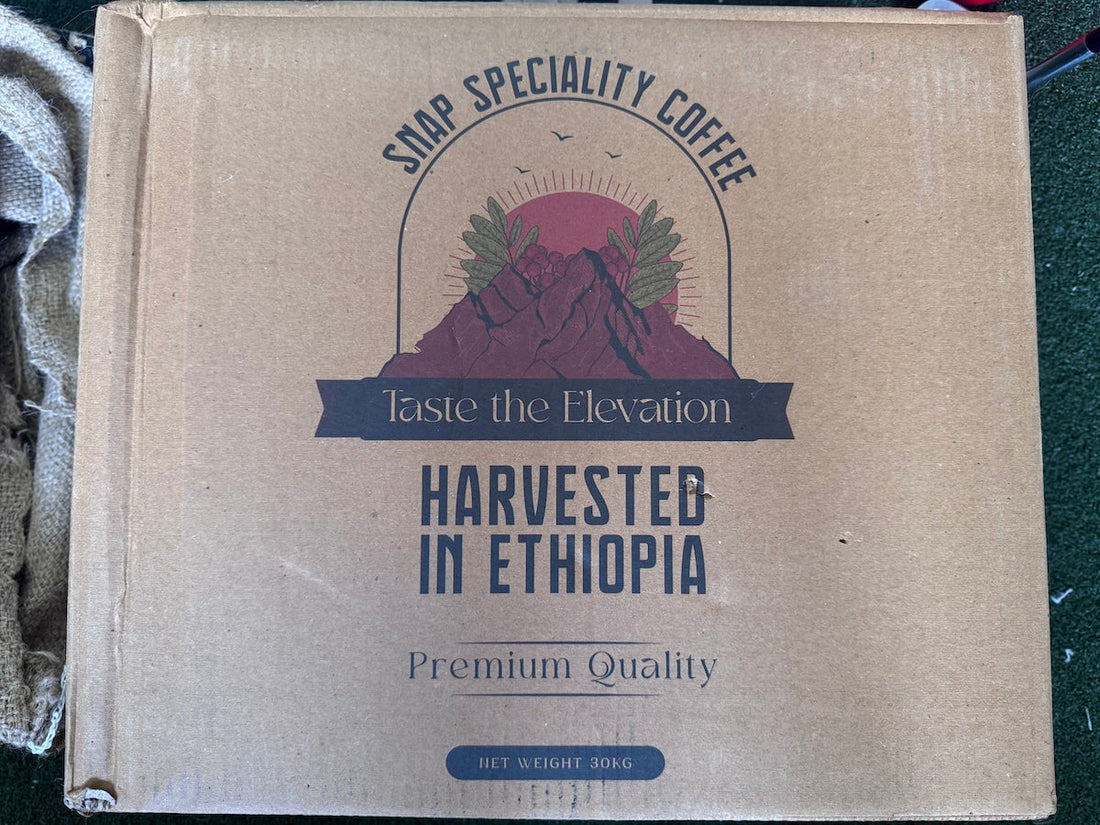 SNAP SPECIALITY COFFEE
Taste the Elevation
HARVESTED
IN ETHIOPIA
Premium Quality
NET WEIGHT 30KG